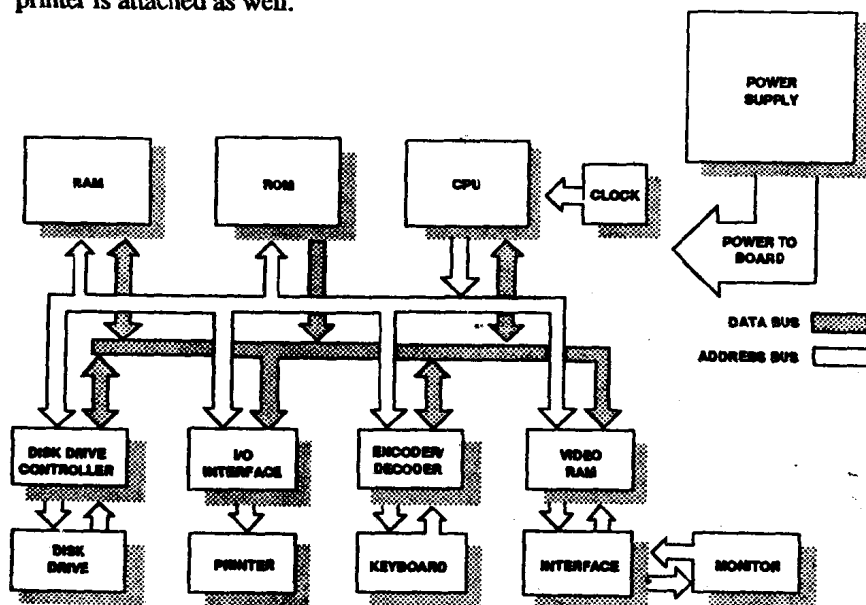 printer is attached as well.
POWER
SUPPLY
RAM
ROM
CPU
CLOCK
POWER TO
BOARD
DATA BUS
ADDRESS BUS
DISK DRIVE
CONTROLLER
I/O
INTERFACE
ENCODER/
DECODER
VIDEO
RAM
DISK
DRIVE
PRINTER
KEYBOARD
INTERFACE
MONITOR